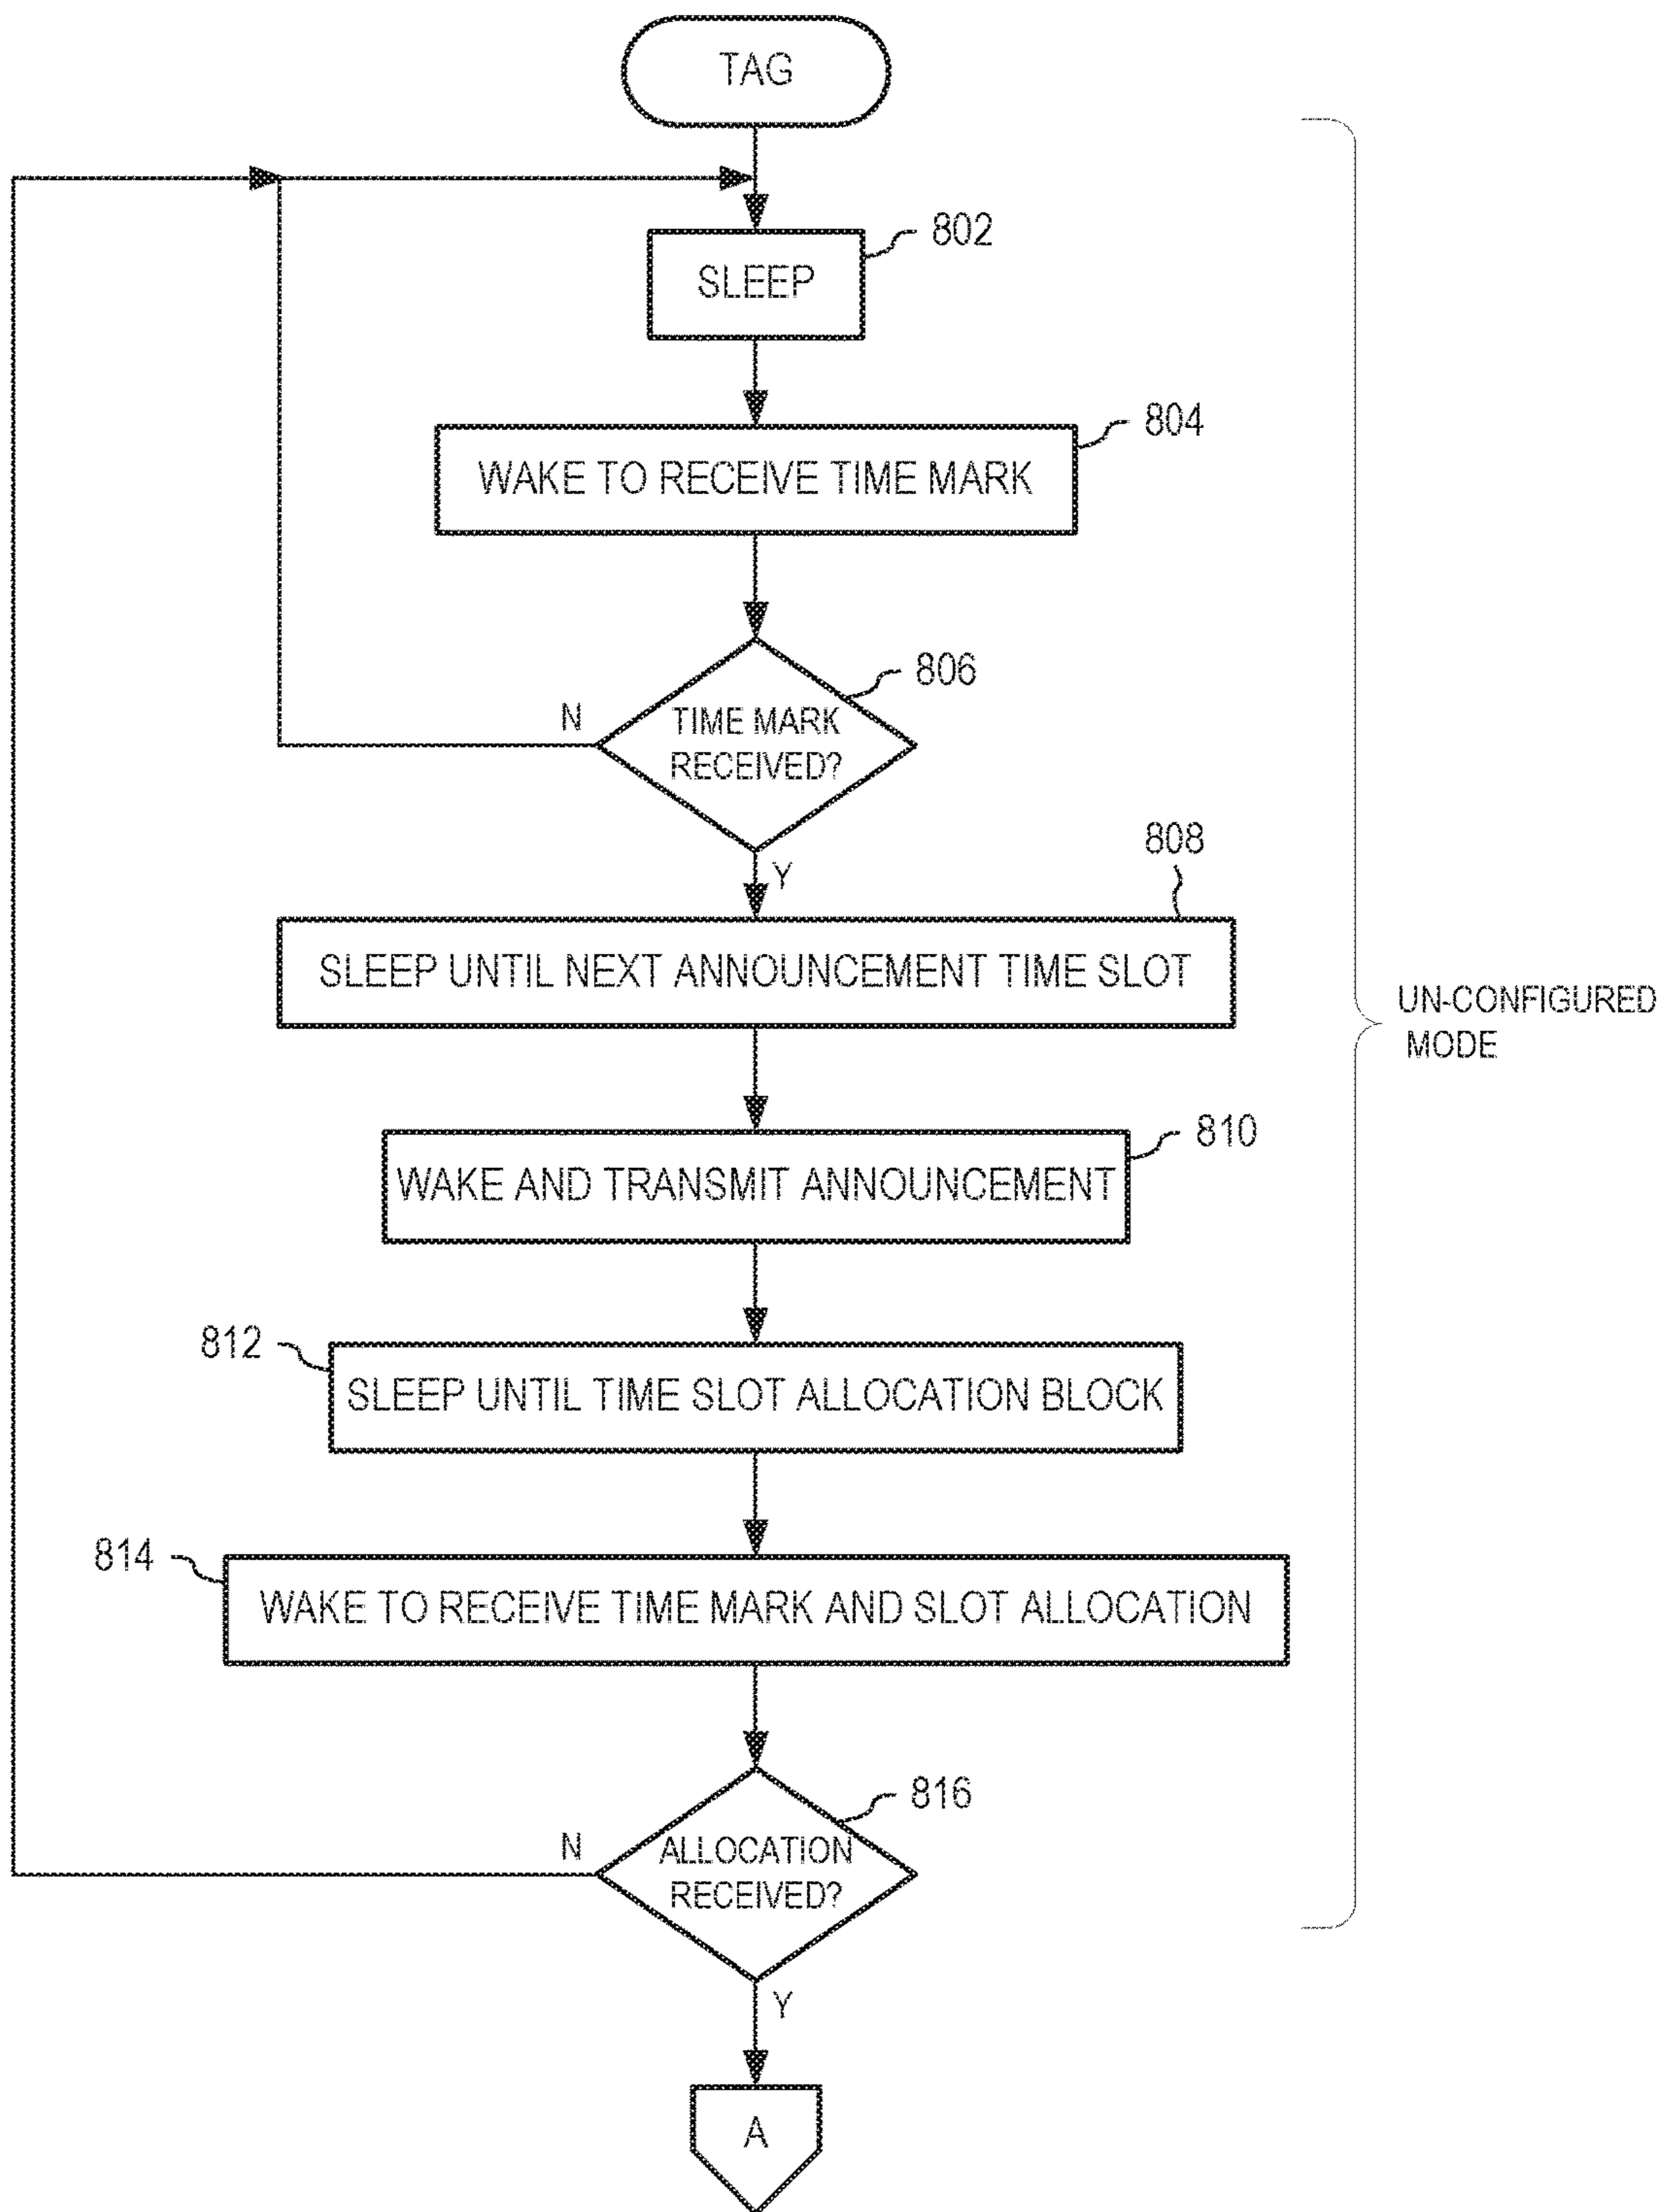 TAG
802
SLEEP
804
WAKE TO RECEIVE TIME MARK
806
N
TIME MARK
RECEIVED?
Y
808
SLEEP UNTIL NEXT ANNOUNCEMENT TIME SLOT
UN-CONFIGURED
MODE
810
WAKE AND TRANSMIT ANNOUNCEMENT
812
SLEEP UNTIL TIME SLOT ALLOCATION BLOCK
814
WAKE TO RECEIVE TIME MARK AND SLOT ALLOCATION
816
N
ALLOCATION
RECEIVED?
Y
A